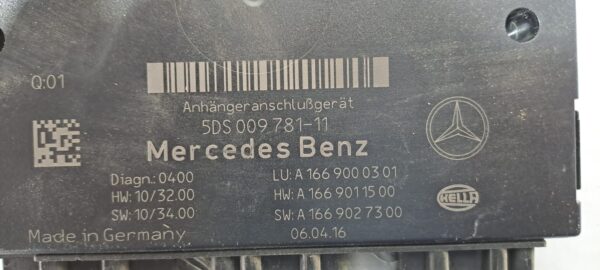 Q:01
Anhängeranschlußgerät
5DS 009 781-11
Mercedes Benz
Diagn.:0400 LU: A 166 900 03 01
HW: 10/32.00 HW: A 166 901 15 00
SW: 10/34.00 SW: A 166 902 73 00
HELLA
Made in Germany 06.04.16